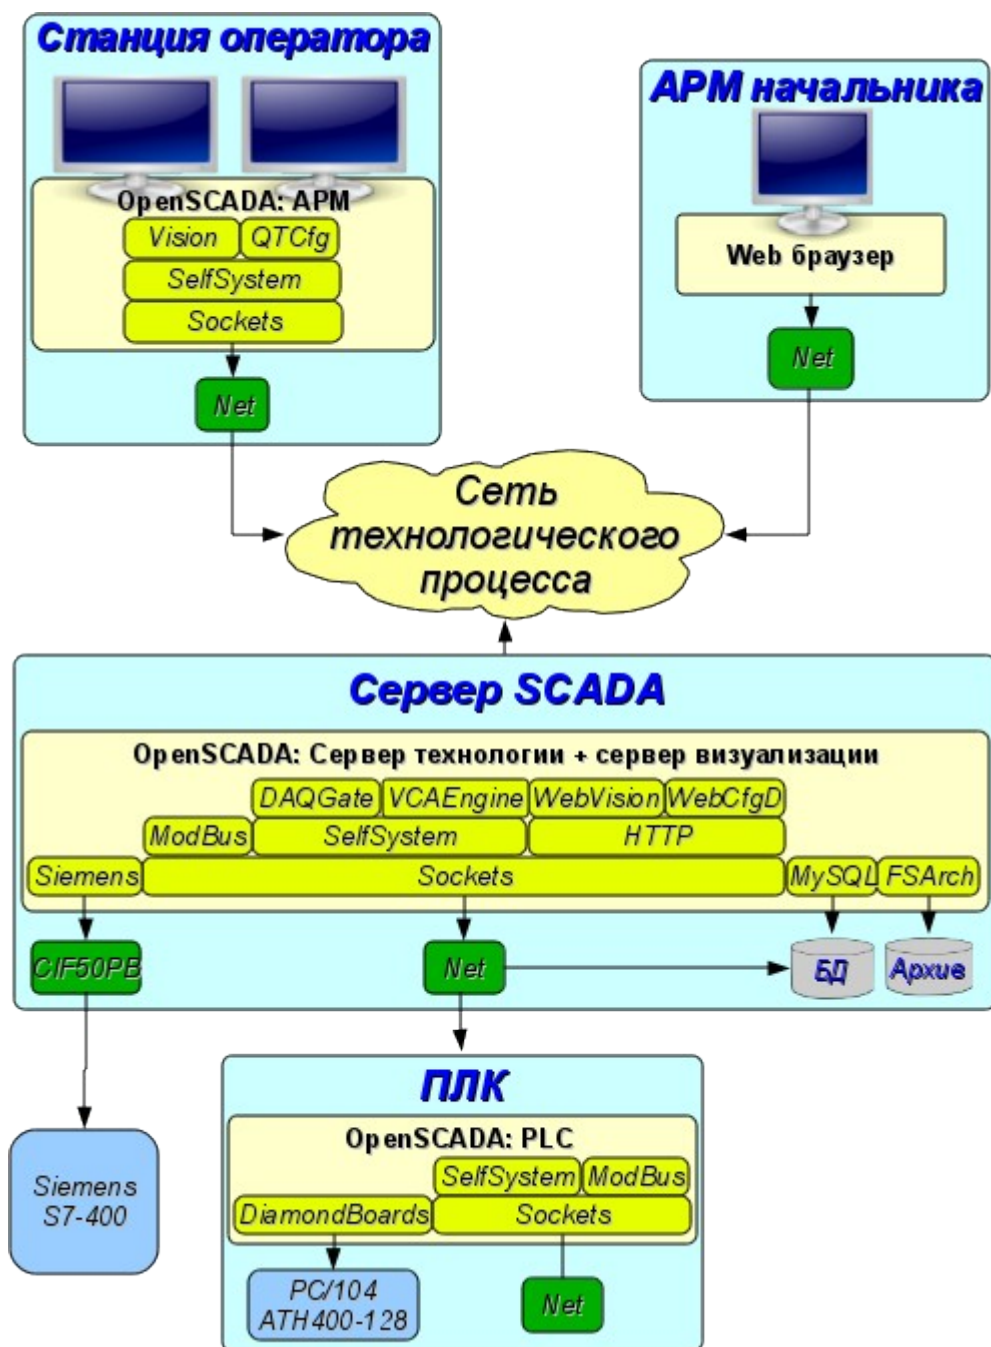 Станция оператора
OpenSCADA: АРМ
Vision
QTCfg
SelfSystem
Sockets
Net
АРМ начальника
Web браузер
Net
Сеть
технологического
процесса
Сервер SCADA
OpenSCADA: Сервер технологии + сервер визуализации
DAQGate
VCAEngine
WebVision
WebCfgD
ModBus
SelfSystem
HTTP
Siemens
Sockets
MySQL
FSArch
CIF50PB
Net
БД
Архив
ПЛК
OpenSCADA: PLC
SelfSystem
ModBus
DiamondBoards
Sockets
Siemens
S7-400
PC/104
ATH400-128
Net